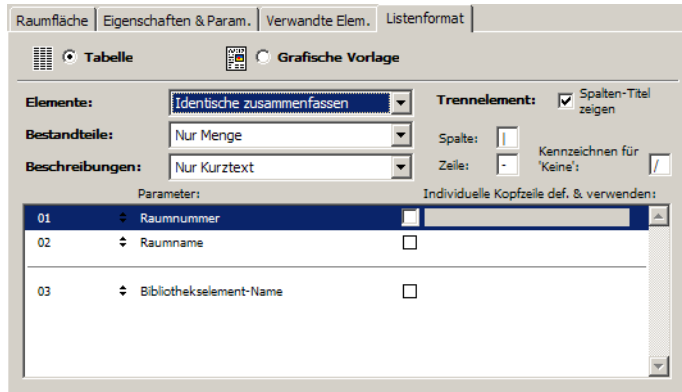 Raumfläche Eigenschaften & Param. Verwandte Elem. Listenformat
Tabelle Grafische Vorlage
Elemente: Identische zusammenfassen Trennelement: Spalten-Titel zeigen
Bestandteile: Nur Menge Spalte: |
Beschreibungen: Nur Kurztext Zeile: - Kennzeichnen für 'Keine': /
Parameter: Individuelle Kopfzeile def. & verwenden:
01 Raumnummer
02 Raumname
03 Bibliothekselement-Name